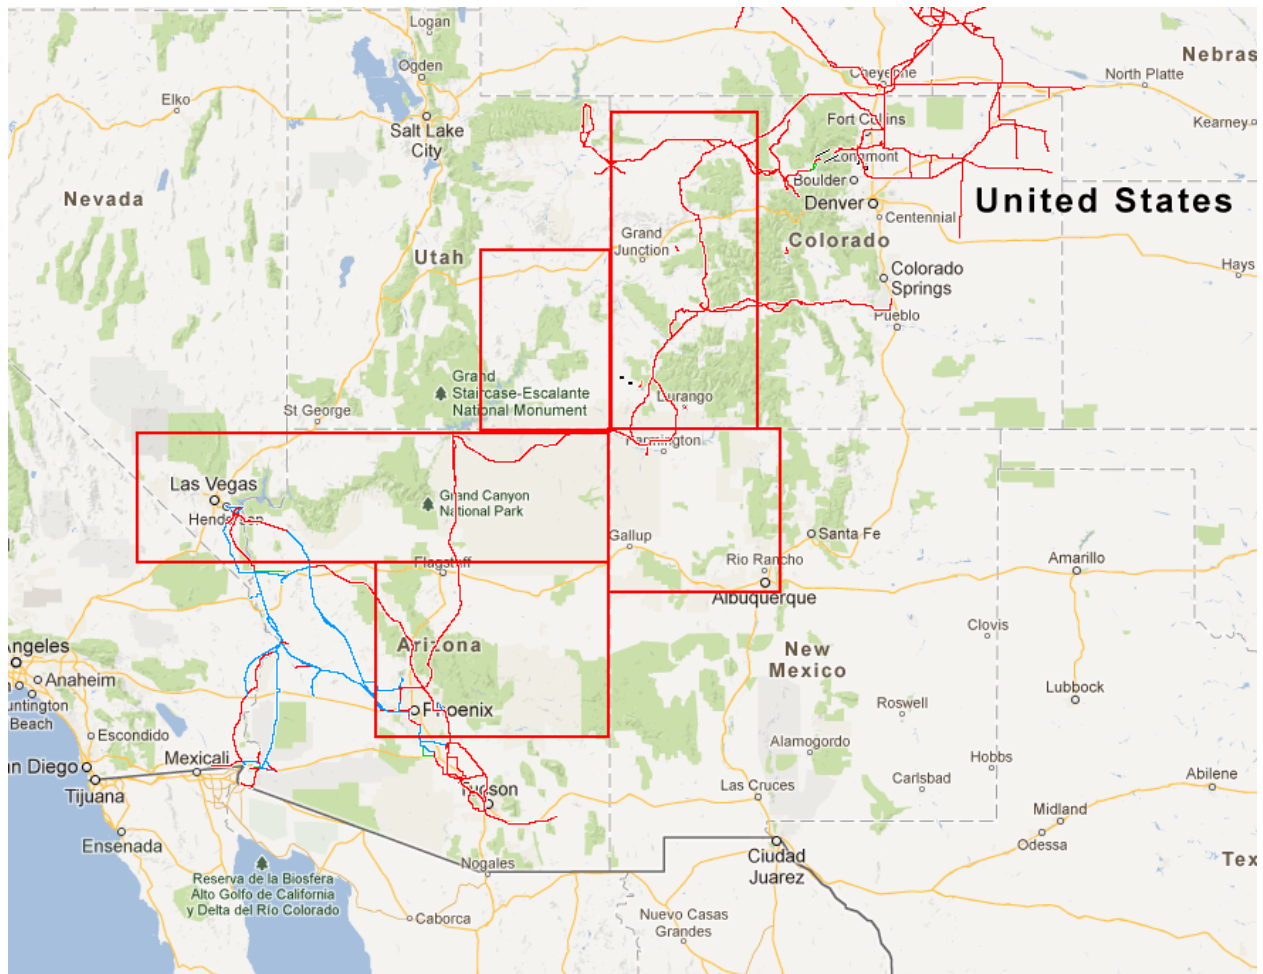 Logan
Nebras
Cheyenne
North Platte
Ogden
Elko
Fort Collins
Kearney
Salt Lake
City
Longmont
Boulder
Nevada
United States
Denver
Centennial
Grand
Junction
Colorado
Utah
Hays
Colorado
Springs
Pueblo
Grand
Staircase-Escalante
National Monument
Durango
St George
Farmington
Las Vegas
Grand Canyon
National Park
Henderson
Gallup
Santa Fe
Rio Rancho
Amarillo
Flagstaff
Albuquerque
Clovis
Angeles
Arizona
New
Mexico
Anaheim
Lubbock
untington
Beach
Roswell
Phoenix
Escondido
Alamogordo
Mexicali
Hobbs
n Diego
Carlsbad
Abilene
Tijuana
Tucson
Las Cruces
Midland
Ensenada
Odessa
Ciudad
Juarez
Tex
Nogales
Reserva de la Biosfera
Alto Golfo de California
y Delta del Río Colorado
Caborca
Nuevo Casas
Grandes